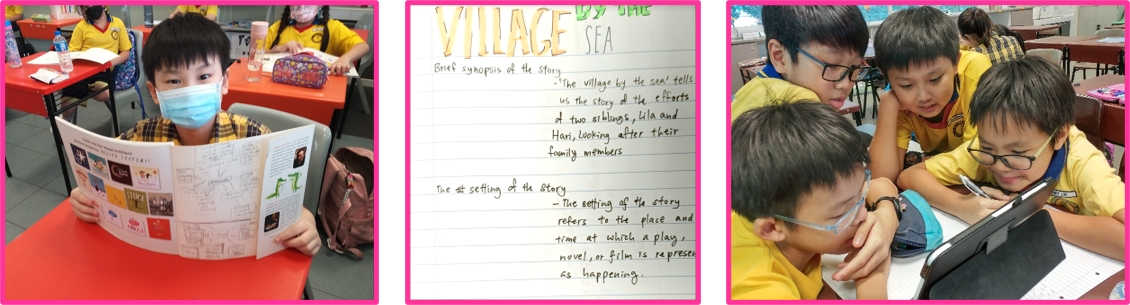 VILLAGE BY THE
SEA
Brief synopsis of the story
- 'The village by the sea' tells
us the story of the efforts
of two siblings, Lila and
Hari, looking after their
family members
The st setting of the story
- The setting of the story
refers to the place and
time at which a play,
novel, or film is represen
as happening.